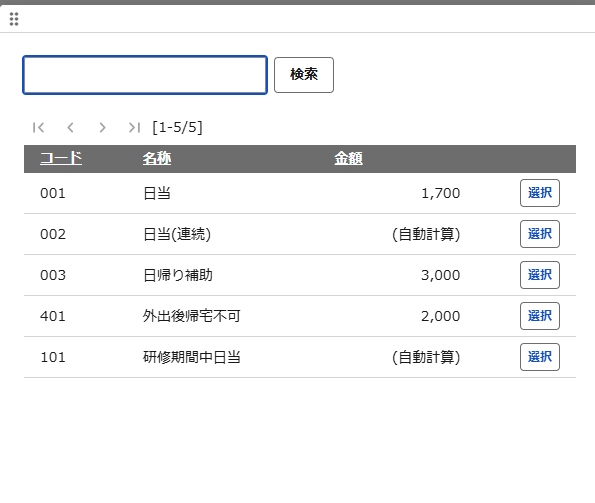 検索
[1-5/5]
コード 名称 金額
001 日当 1,700 選択
002 日当(連続) (自動計算) 選択
003 日帰り補助 3,000 選択
401 外出後帰宅不可 2,000 選択
101 研修期間中日当 (自動計算) 選択